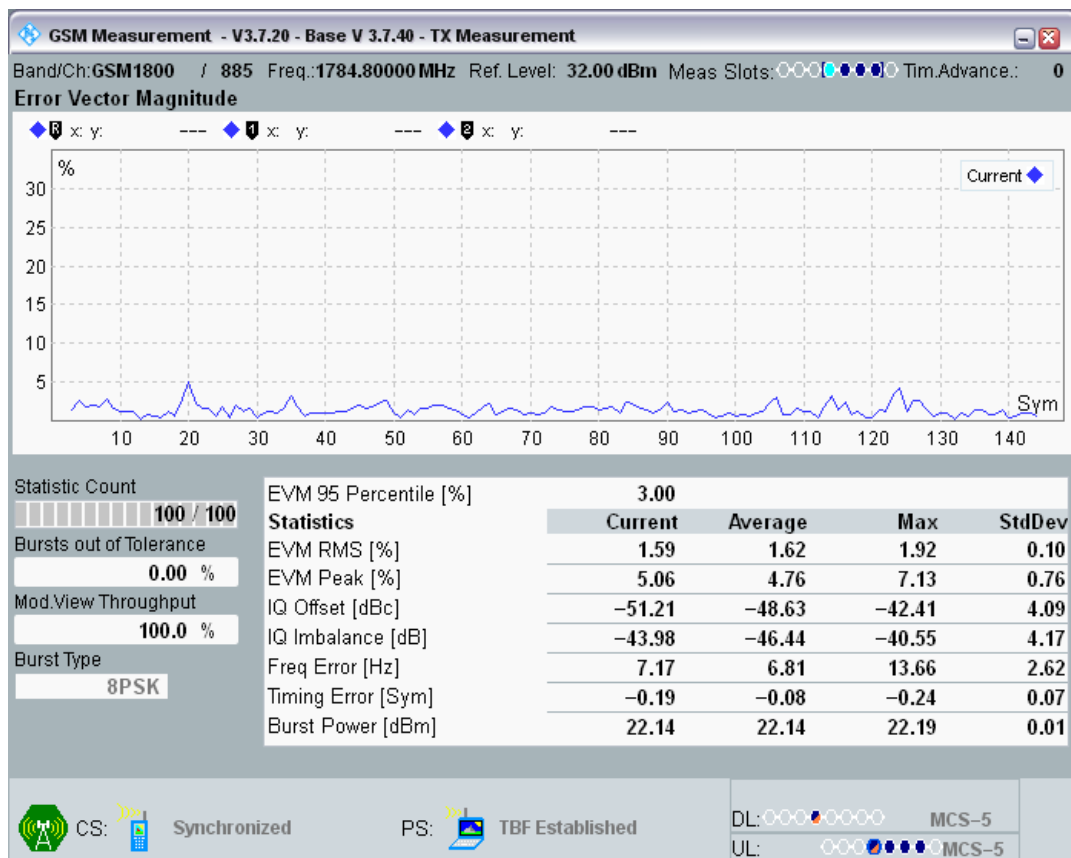 GSM Measurement - V3.7.20 - Base V 3.7.40 - TX Measurement
Band/Ch:GSM1800 / 885 Freq.:1784.80000 MHz Ref. Level: 32.00 dBm Meas Slots: Tim.Advance.: 0
Error Vector Magnitude
R x: y: --- 1 x: y: --- 2 x: y: ---
%
Current
30
25
20
15
10
5
Sym
10 20 30 40 50 60 70 80 90 100 110 120 130 140
Statistic Count
100 / 100
Bursts out of Tolerance
0.00 %
Mod.View Throughput
100.0 %
Burst Type
8PSK
EVM 95 Percentile [%] 3.00
Statistics Current Average Max StdDev
EVM RMS [%] 1.59 1.62 1.92 0.10
EVM Peak [%] 5.06 4.76 7.13 0.76
IQ Offset [dBc] −51.21 −48.63 −42.41 4.09
IQ Imbalance [dB] −43.98 −46.44 −40.55 4.17
Freq Error [Hz] 7.17 6.81 13.66 2.62
Timing Error [Sym] −0.19 −0.08 −0.24 0.07
Burst Power [dBm] 22.14 22.14 22.19 0.01
CS: Synchronized PS: TBF Established
DL: MCS−5
UL: MCS−5